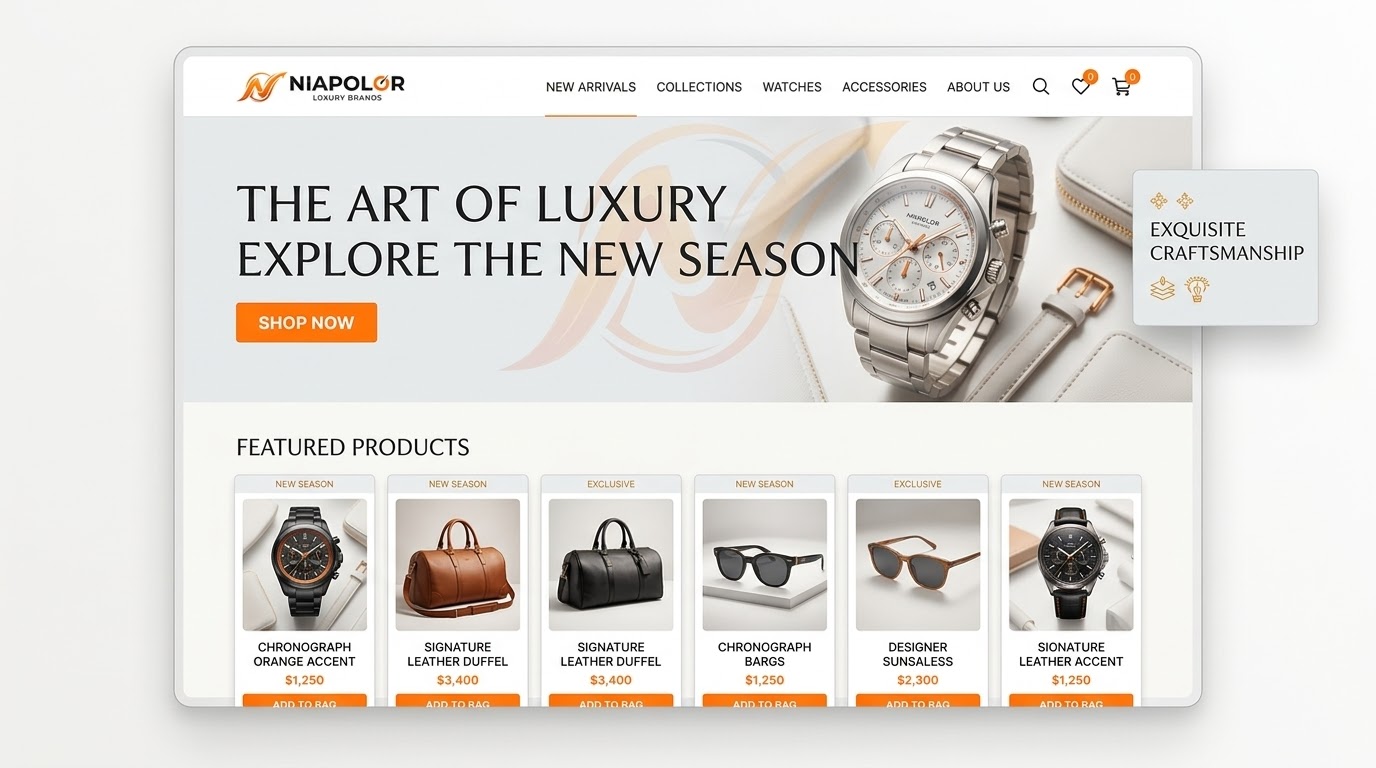 NIAPOLOR
LUXURY BRANDS
NEW ARRIVALS
COLLECTIONS
WATCHES
ACCESSORIES
ABOUT US
0
0
THE ART OF LUXURY
EXPLORE THE NEW SEASON
SHOP NOW
EXQUISITE
CRAFTSMANSHIP
FEATURED PRODUCTS
NEW SEASON
CHRONOGRAPH
ORANGE ACCENT
$1,250
ADD TO BAG
NEW SEASON
SIGNATURE
LEATHER DUFFEL
$3,400
ADD TO BAG
EXCLUSIVE
SIGNATURE
LEATHER DUFFEL
$3,400
ADD TO BAG
NEW SEASON
CHRONOGRAPH
BARGS
$1,250
ADD TO BAG
EXCLUSIVE
DESIGNER
SUNSALESS
$2,300
ADD TO BAG
NEW SEASON
SIONATURE
LEATHER ACCENT
$1,250
ADD TO BAG